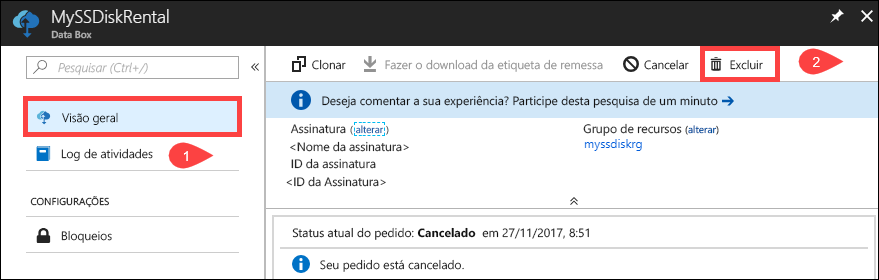 MySSDiskRental
Data Box
Pesquisar (Ctrl+/)
Visão geral
Log de atividades
1
CONFIGURAÇÕES
Bloqueios
Clonar
Fazer o download da etiqueta de remessa
Cancelar
Excluir
2
Deseja comentar a sua experiência? Participe desta pesquisa de um minuto →
Assinatura (alterar)
<Nome da assinatura>
ID da assinatura
<ID da Assinatura>
Grupo de recursos (alterar)
myssdiskrg
Status atual do pedido: Cancelado em 27/11/2017, 8:51
Seu pedido está cancelado.